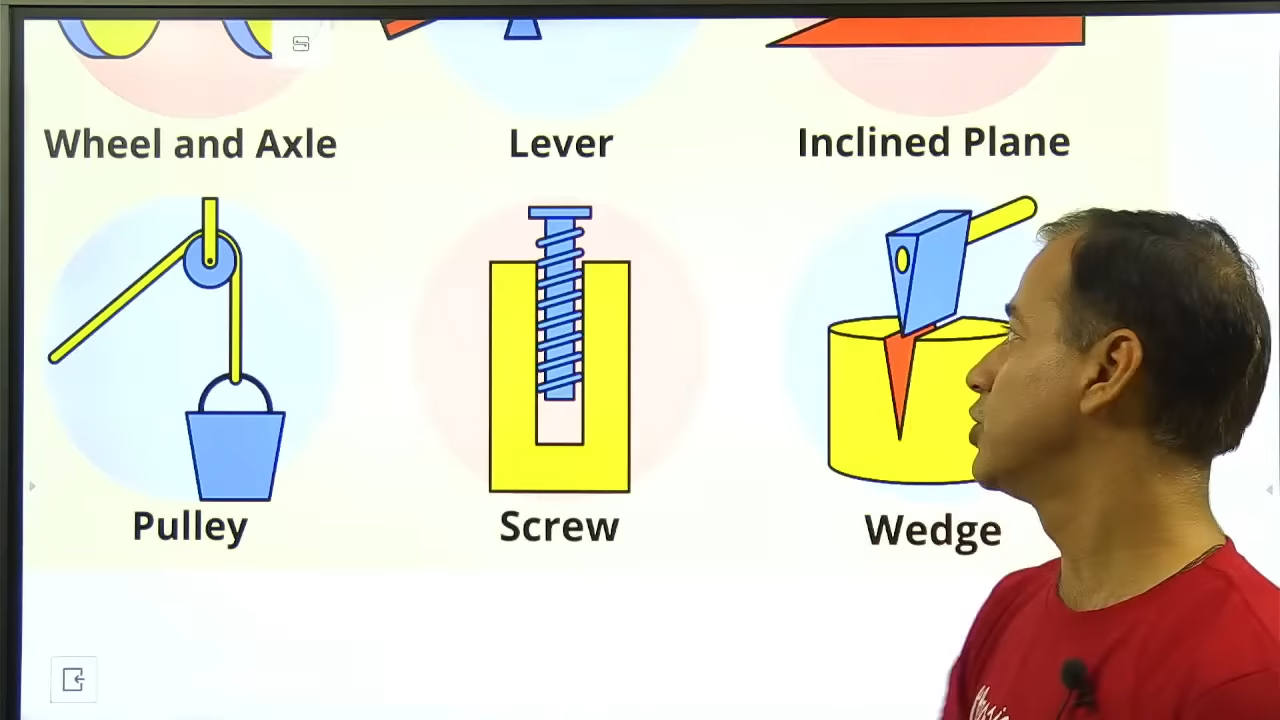 Wheel and Axle
Lever
Inclined Plane
Pulley
Screw
Wedge